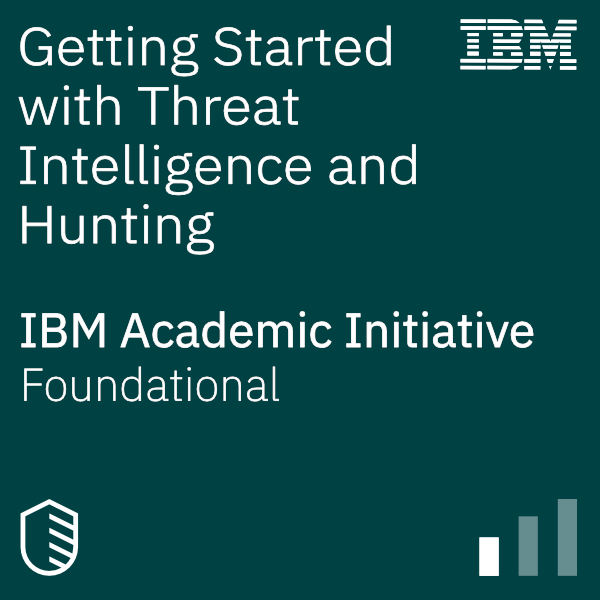 Getting Started
IBM
with Threat
Intelligence and
Hunting
IBM Academic Initiative
Foundational